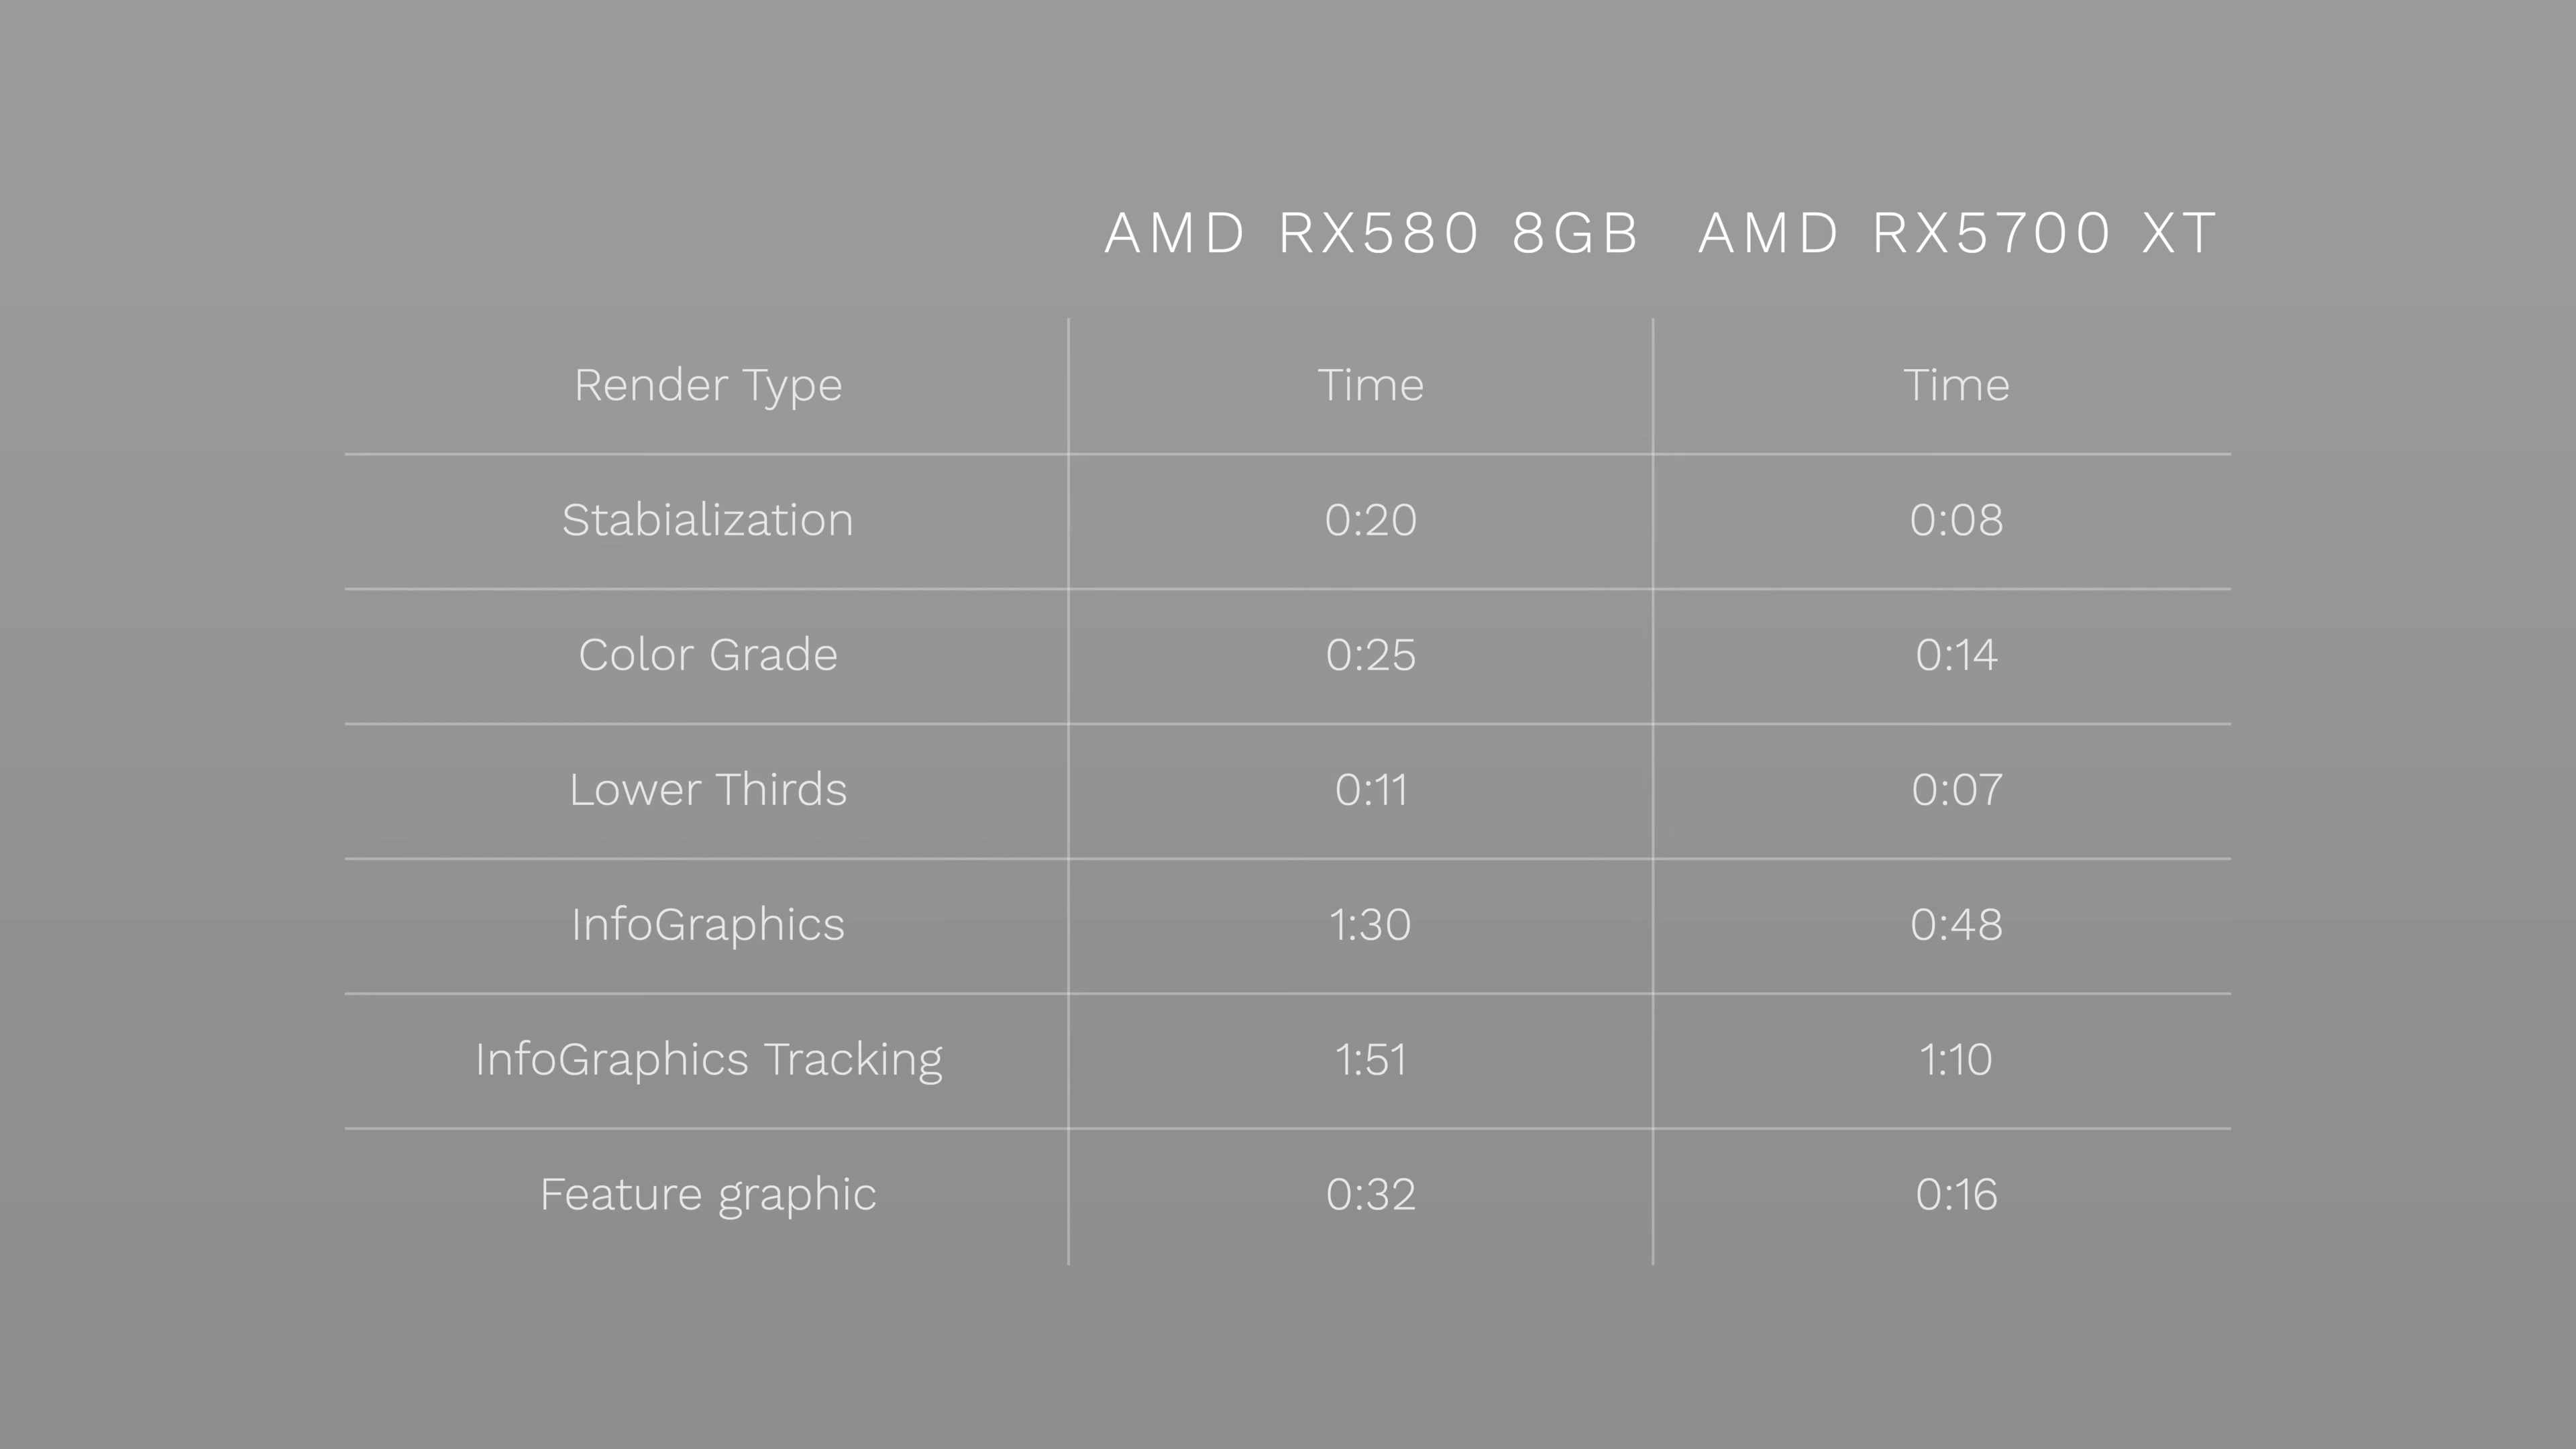 AMD RX580 8GB AMD RX5700 XT
Render Type Time Time
Stabialization 0:20 0:08
Color Grade 0:25 0:14
Lower Thirds 0:11 0:07
InfoGraphics 1:30 0:48
InfoGraphics Tracking 1:51 1:10
Feature graphic 0:32 0:16